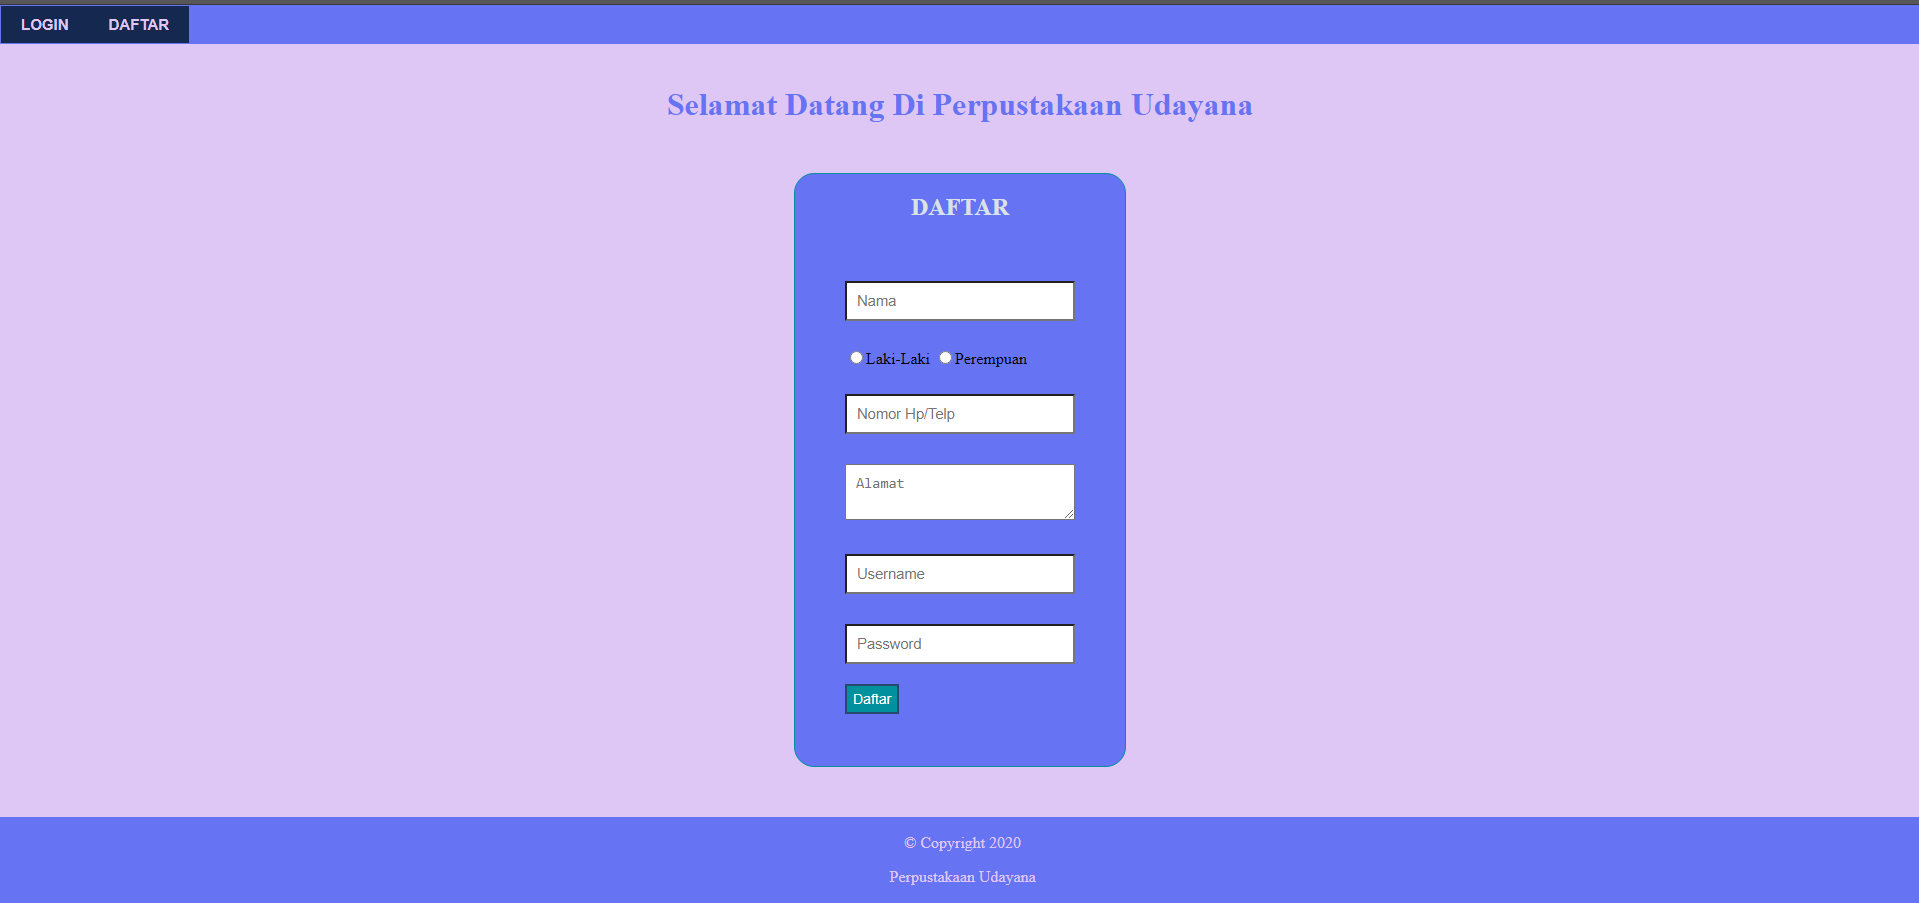 LOGIN DAFTAR
Selamat Datang Di Perpustakaan Udayana
DAFTAR
Nama
Laki-Laki Perempuan
Nomor Hp/Telp
Alamat
Username
Password
Daftar
© Copyright 2020
Perpustakaan Udayana